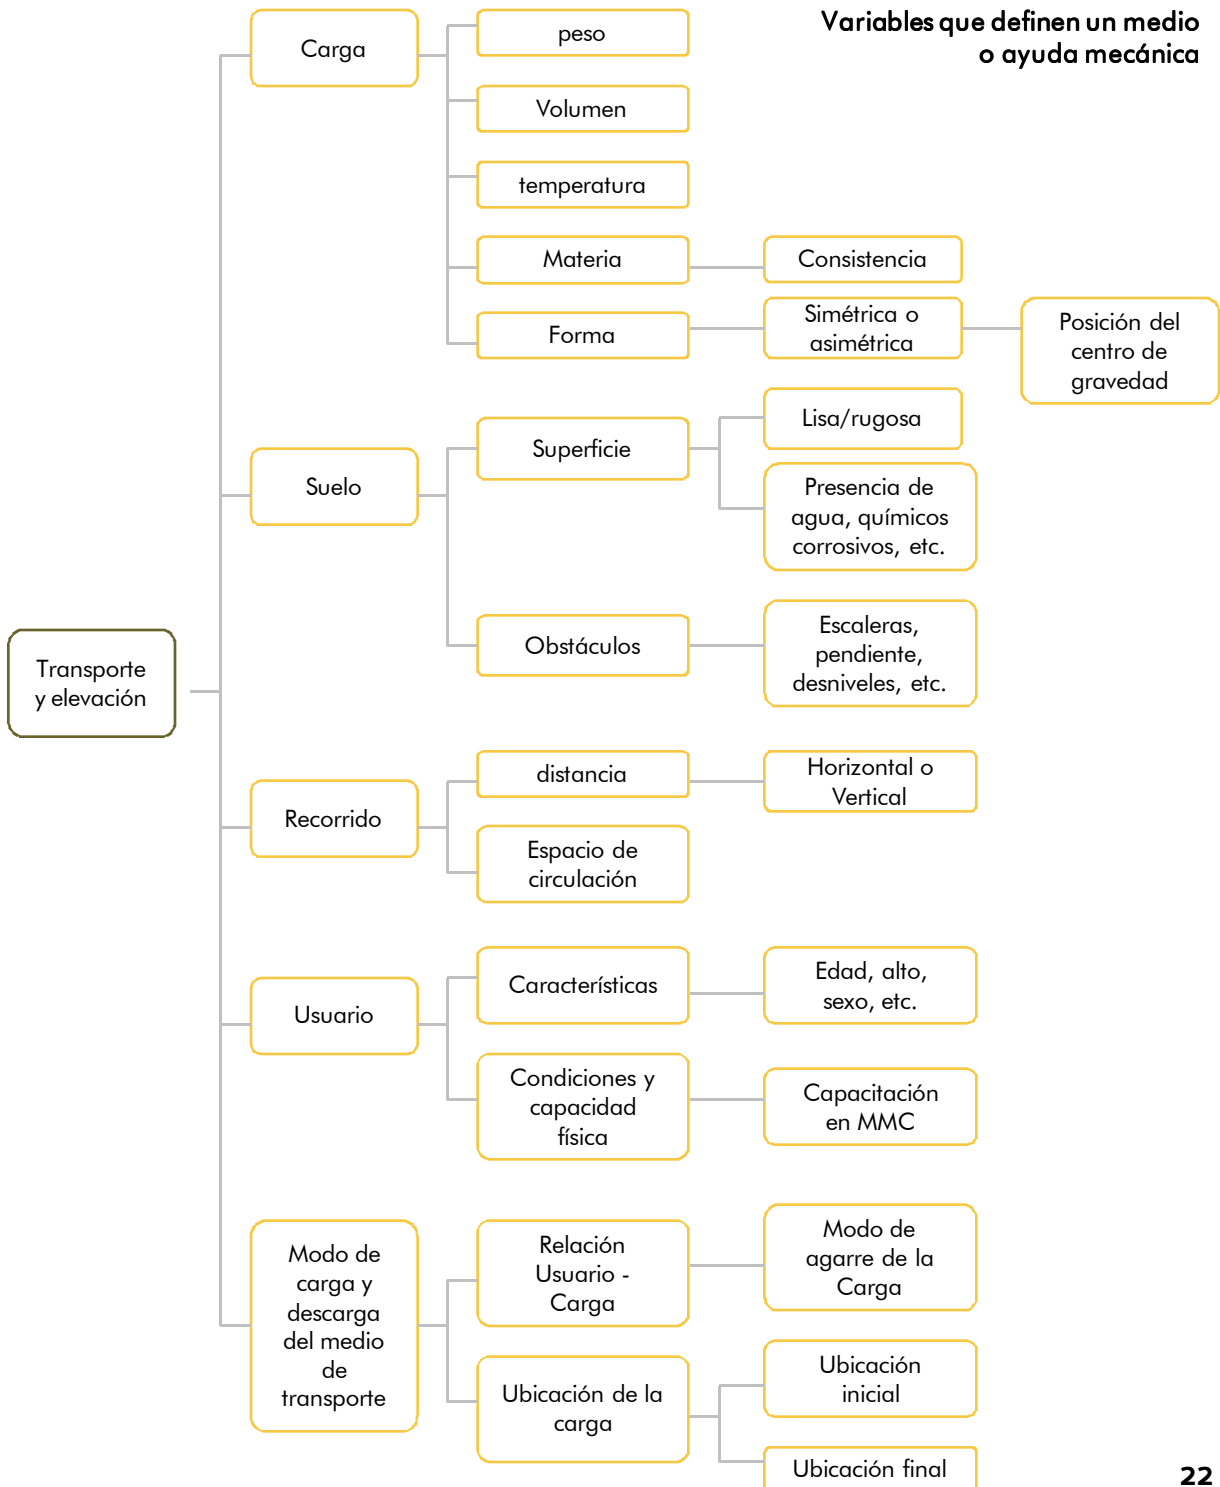 Variables que definen un medio
o ayuda mecánica
Transporte
y elevación
Carga
peso
Volumen
temperatura
Materia
Consistencia
Forma
Simétrica o
asimétrica
Posición del
centro de
gravedad
Suelo
Superficie
Lisa/rugosa
Presencia de
agua, químicos
corrosivos, etc.
Obstáculos
Escaleras,
pendiente,
desniveles, etc.
Recorrido
distancia
Horizontal o
Vertical
Espacio de
circulación
Usuario
Características
Edad, alto,
sexo, etc.
Condiciones y
capacidad
física
Capacitación
en MMC
Modo de
carga y
descarga
del medio
de
transporte
Relación
Usuario -
Carga
Modo de
agarre de la
Carga
Ubicación de la
carga
Ubicación
inicial
Ubicación final
22